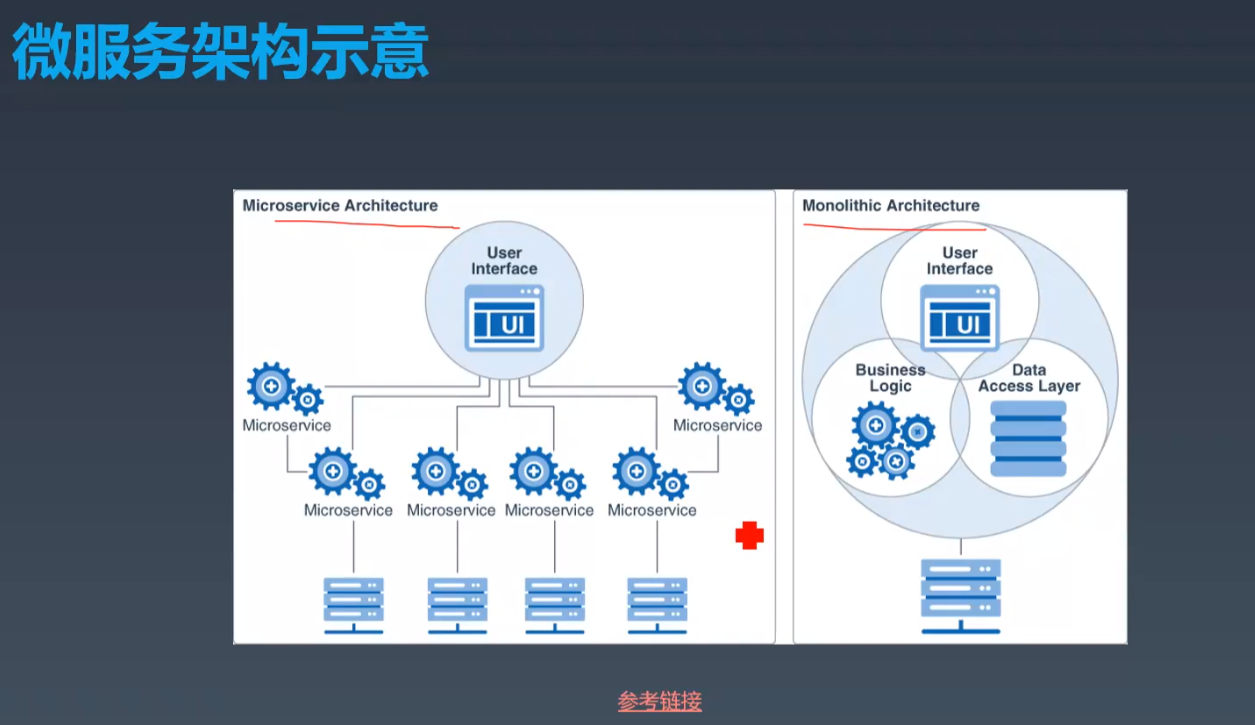 微服务架构示意
Microservice Architecture
User
Interface
UI
Microservice
Microservice
Microservice
Microservice
Microservice
Microservice
Monolithic Architecture
User
Interface
UI
Business
Logic
Data
Access Layer
参考链接